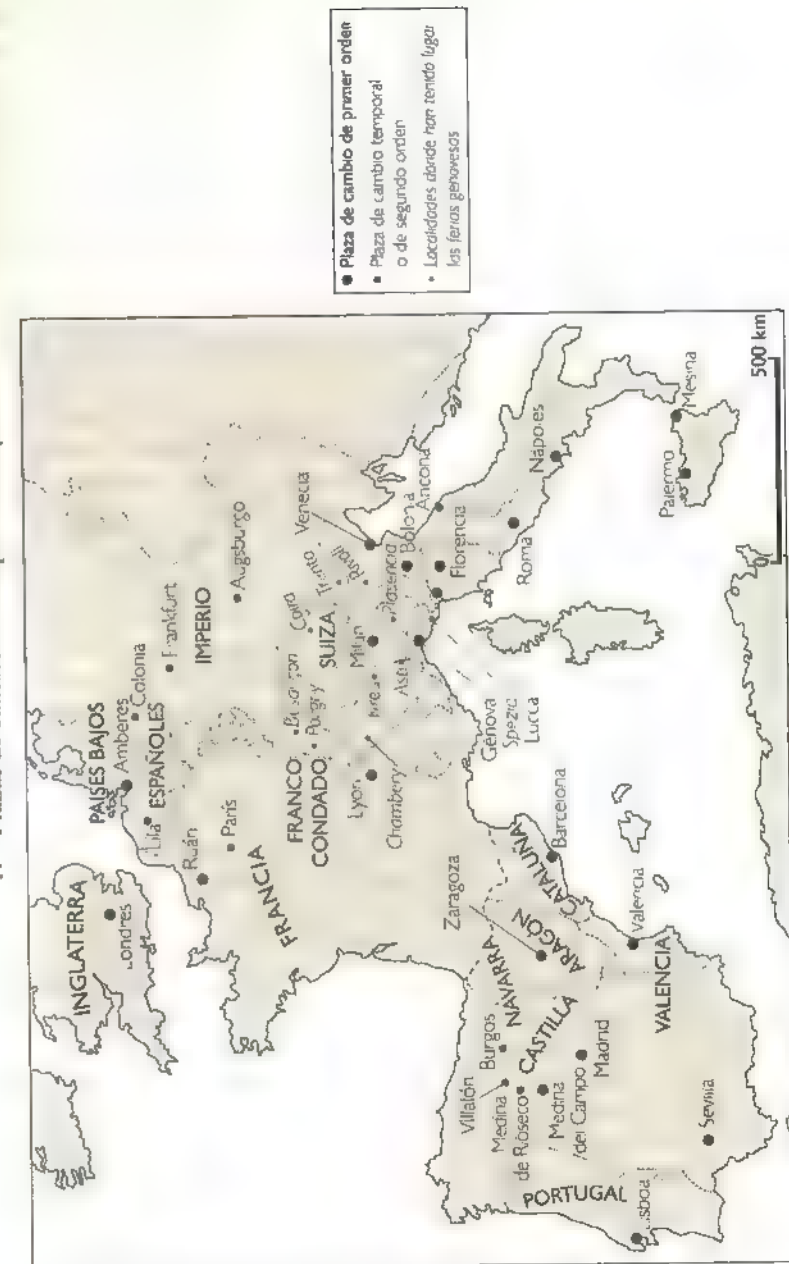 Plaza de cambio de primer orden
Plaza de cambio temporal
o de segundo orden
Localidades donde han tenido lugar
las ferias genovesas
INGLATERRA
Londres
PAÍSES BAJOS
Amberes
ESPAÑOLES
Lila
Colonia
Frankfurt
IMPERIO
Augsburgo
Ruán
París
FRANCIA
FRANCO
CONDADO
Poligny
SUIZA
Coira
Trento
Venecia
Lyon
Chambery
Milán
Plasencia
Bolonia
Ancona
Génova
Spezia
Lucca
Florencia
Roma
Nápoles
Palermo
Mesina
Zaragoza
NAVARRA
ARAGÓN
CATALUÑA
Barcelona
Burgos
Villalón
Medina
de Rioseco
CASTILLA
Medina
del Campo
Madrid
Valencia
VALENCIA
PORTUGAL
Lisboa
Sevilla
500 km